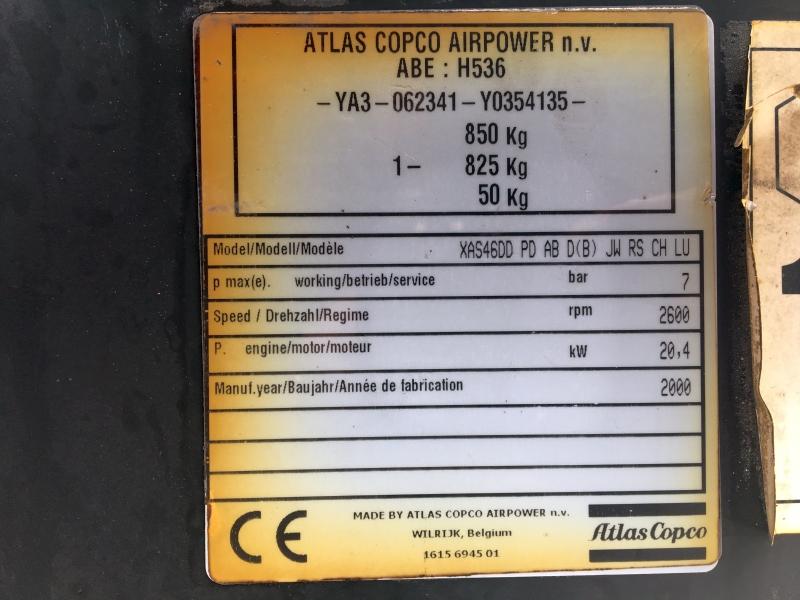 ATLAS COPCO AIRPOWER n.v.
ABE : H536
-YA3-062341-Y0354135-
850 Kg
1- 825 Kg
50 Kg
Model/Modell/Modèle XAS46DD PD AB D(B) JW RS CH LU
p max(e). working/betrieb/service bar 7
Speed / Drehzahl/Regime rpm 2600
P. engine/motor/moteur kW 20,4
Manuf.year/Baujahr/Année de fabrication 2000
CE
MADE BY ATLAS COPCO AIRPOWER n.v.
WILRIJK, Belgium
1615 6945 01
Atlas Copco